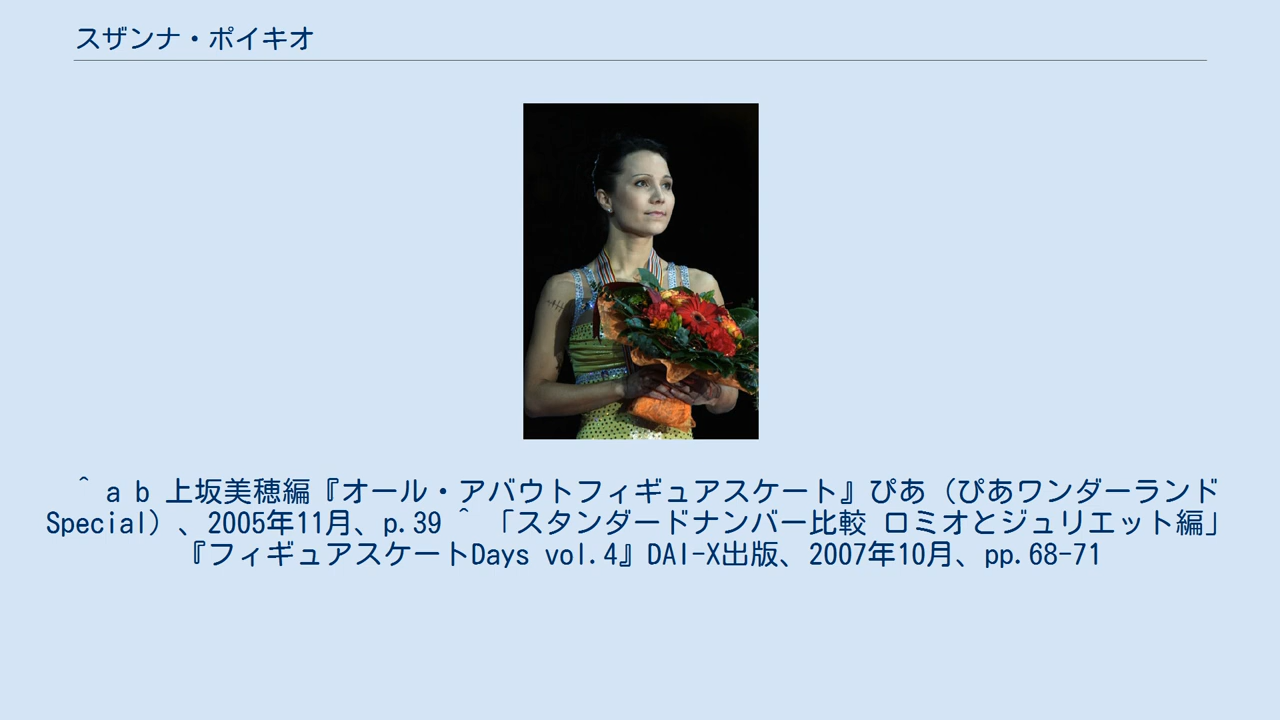 スザンナ・ポイキオ
^ a b 上坂美穂編『オール・アバウトフィギュアスケート』ぴあ（ぴあワンダーランド
Special）、2005年11月、p.39 ^ 「スタンダードナンバー比較 ロミオとジュリエット編」
『フィギュアスケートDays vol.4』DAI-X出版、2007年10月、pp.68-71